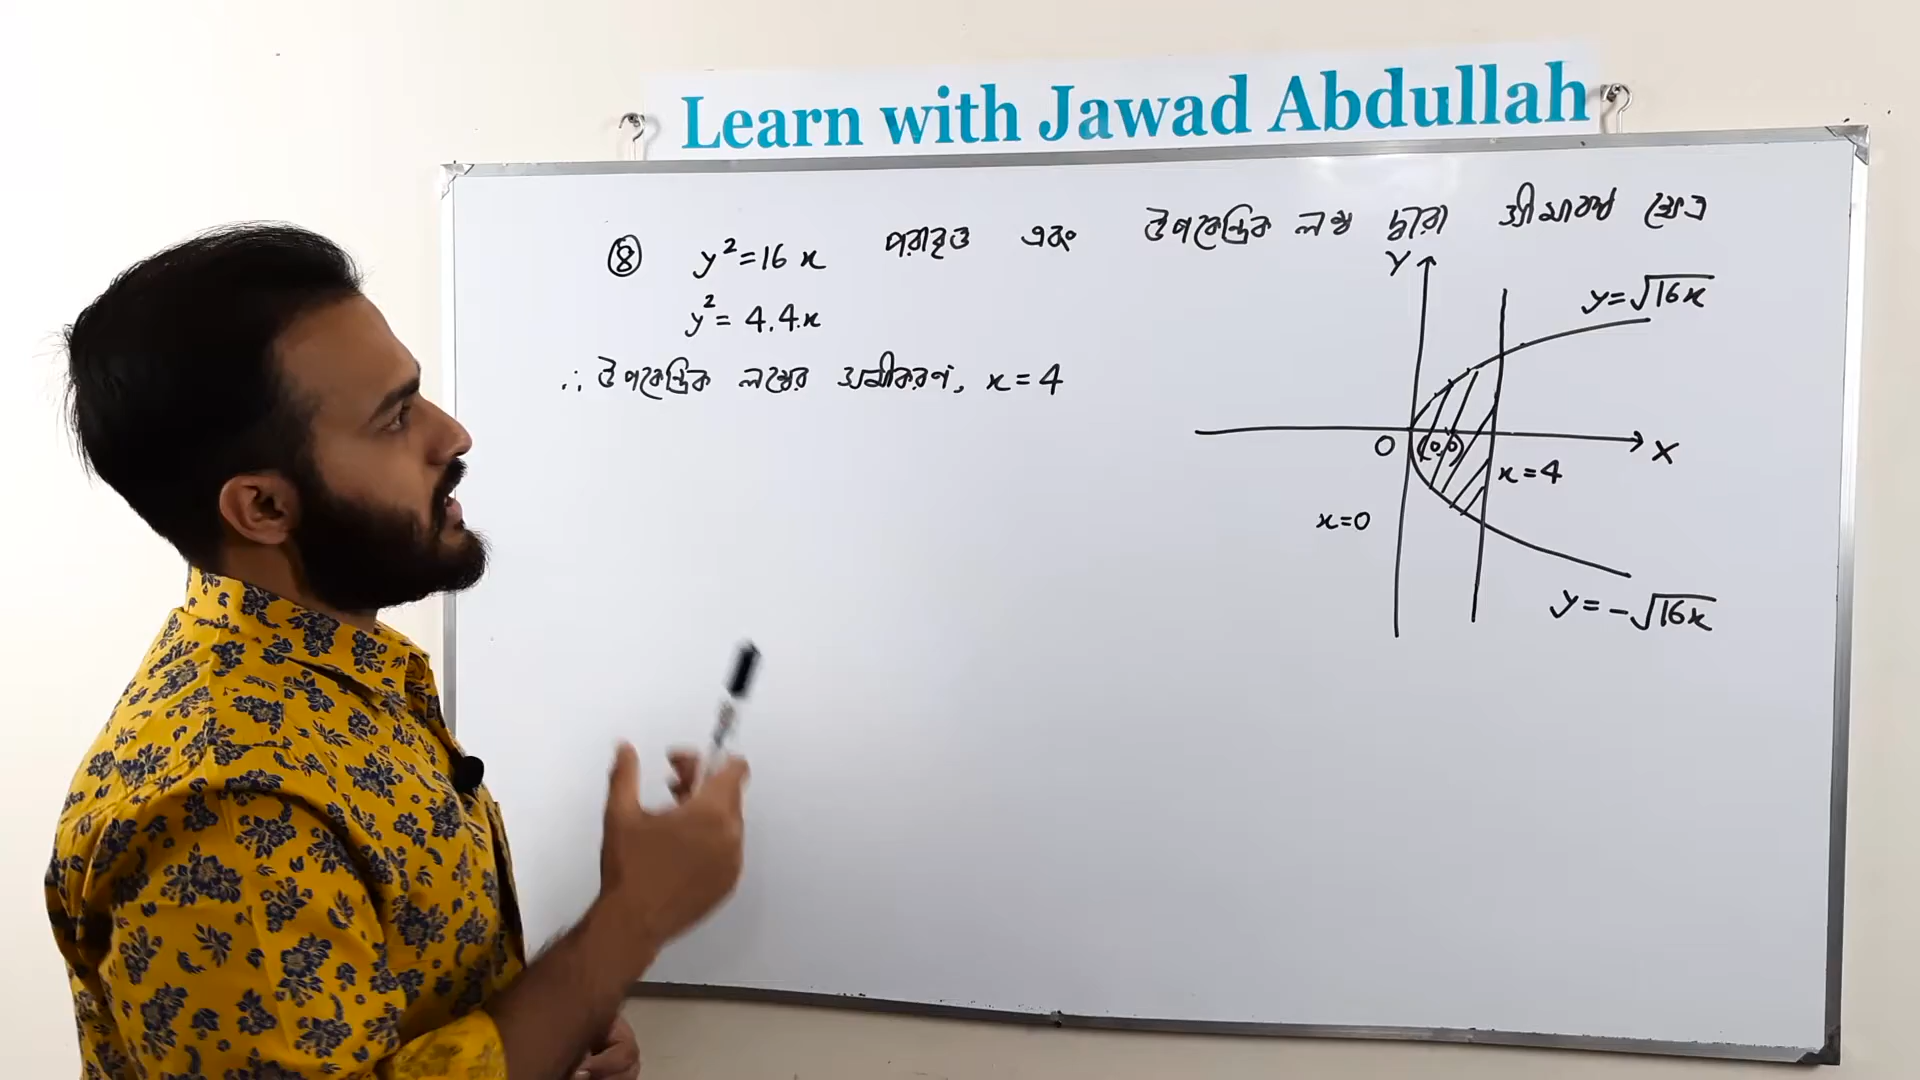 Learn with Jawad Abdullah
⑧ y² = 16x পরাবৃত্ত এবং উপকেন্দ্রিক লম্ব দ্বারা সীমাবদ্ধ ক্ষেত্র
y² = 4.4.x
∴ উপকেন্দ্রিক লম্বের সমীকরণ, x = 4
Y
y = √16x
O (0,0) X
x = 4
x = 0
y = -√16x